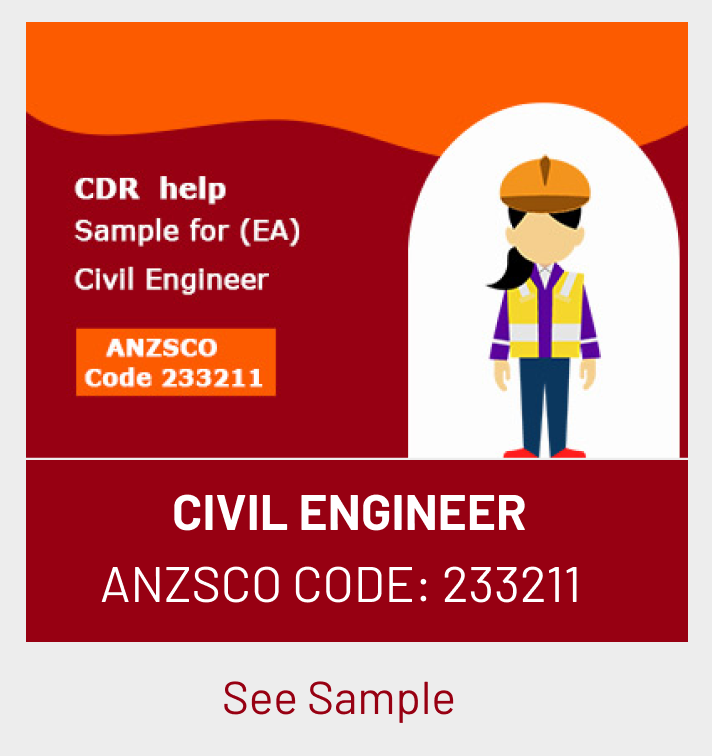 CDR help
Sample for (EA)
Civil Engineer
ANZSCO
Code 233211
CIVIL ENGINEER
ANZSCO CODE: 233211
See Sample